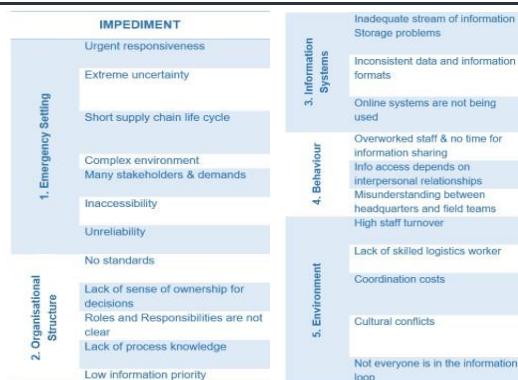 IMPEDIMENT
1. Emergency Setting
Urgent responsiveness
Extreme uncertainty
Short supply chain life cycle
Complex environment
Many stakeholders & demands
Inaccessibility
Unreliability
2. Organisational
Structure
No standards
Lack of sense of ownership for
decisions
Roles and Responsibilities are not
clear
Lack of process knowledge
Low information priority
3. Information
Systems
Inadequate stream of information
Storage problems
Inconsistent data and information
formats
Online systems are not being
used
4. Behaviour
Overworked staff & no time for
information sharing
Info access depends on
interpersonal relationships
Misunderstanding between
headquarters and field teams
5. Environment
High staff turnover
Lack of skilled logistics worker
Coordination costs
Cultural conflicts
Not everyone is in the information
loop